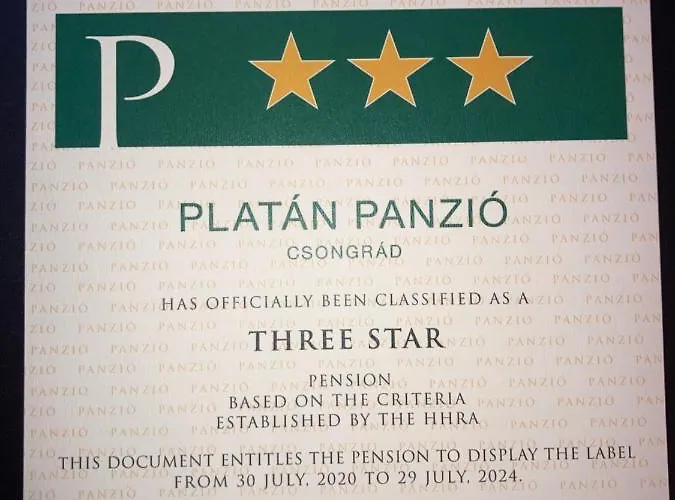 P
PLATÁN PANZIÓ
CSONGRÁD
HAS OFFICIALLY BEEN CLASSIFIED AS A
THREE STAR
PENSION
BASED ON THE CRITERIA
ESTABLISHED BY THE HHRA
THIS DOCUMENT ENTITLES THE PENSION TO DISPLAY THE LABEL
FROM 30 JULY, 2020 TO 29 JULY, 2024.